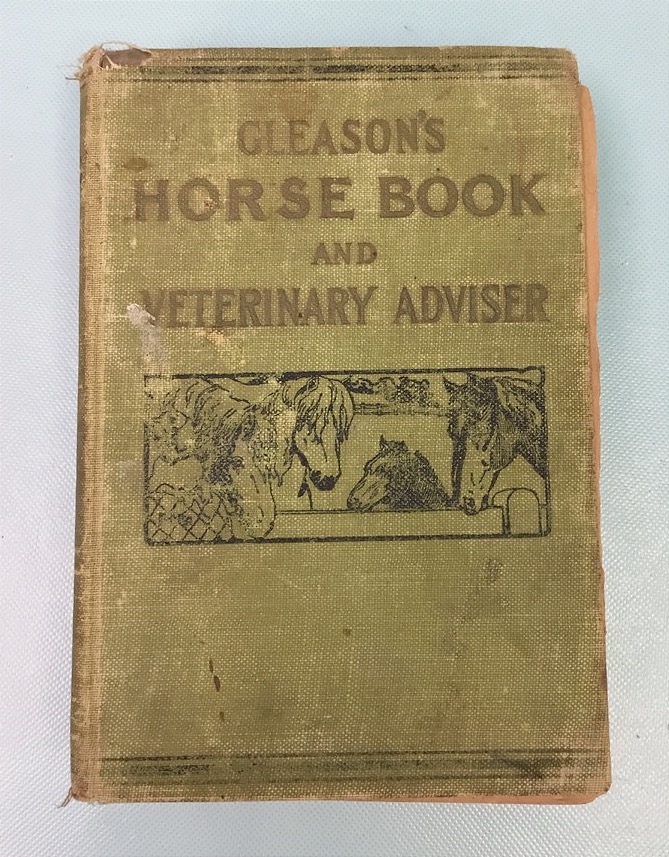 GLEASON'S
HORSE BOOK
AND
VETERINARY ADVISER